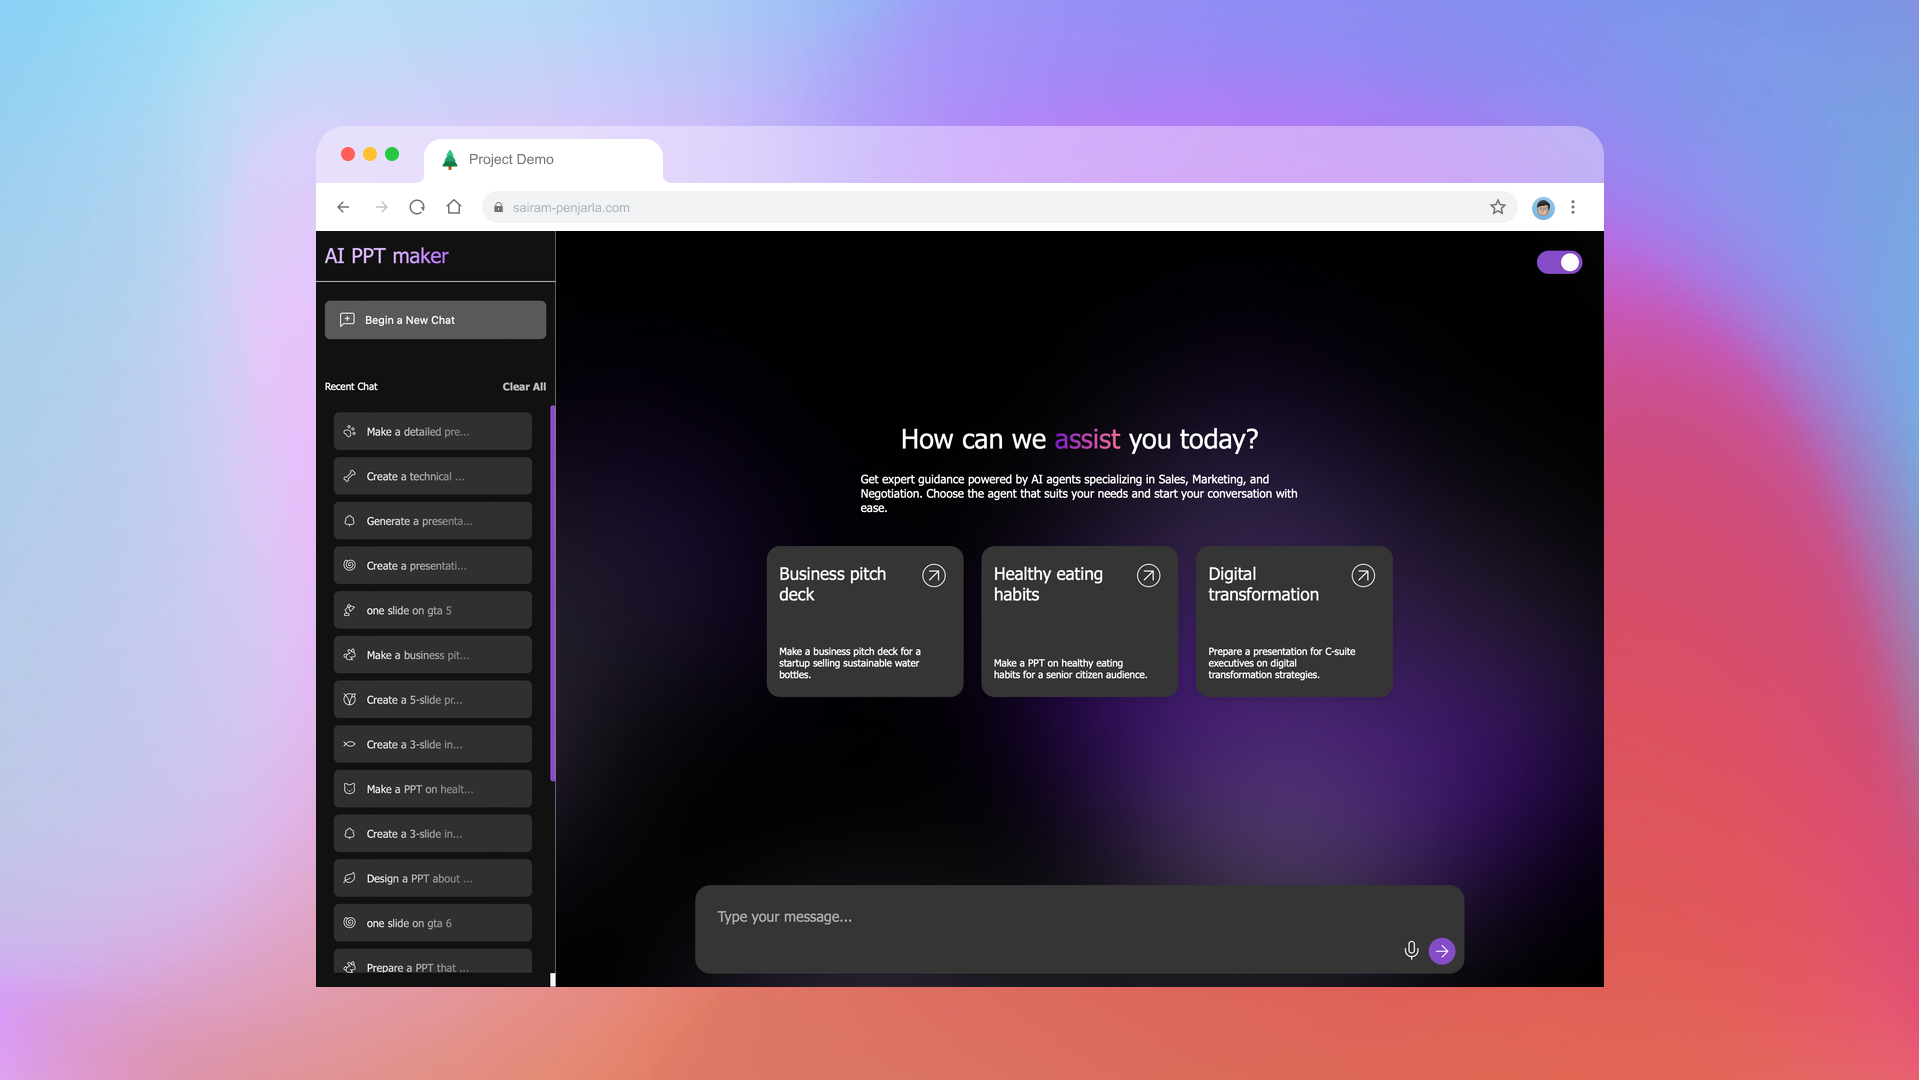 Project Demo
sairam-penjarla.com
AI PPT maker
Begin a New Chat
Recent Chat
Clear All
Make a detailed pre...
Create a technical ...
Generate a presenta...
Create a presentati...
one slide on gta 5
Make a business pit...
Create a 5-slide pr...
Create a 3-slide in...
Make a PPT on healt...
Create a 3-slide in...
Design a PPT about ...
one slide on gta 6
Prepare a PPT that ...
How can we assist you today?
Get expert guidance powered by AI agents specializing in Sales, Marketing, and
Negotiation. Choose the agent that suits your needs and start your conversation with
ease.
Business pitch
deck
Make a business pitch deck for a
startup selling sustainable water
bottles.
Healthy eating
habits
Make a PPT on healthy eating
habits for a senior citizen audience.
Digital
transformation
Prepare a presentation for C-suite
executives on digital
transformation strategies.
Type your message...